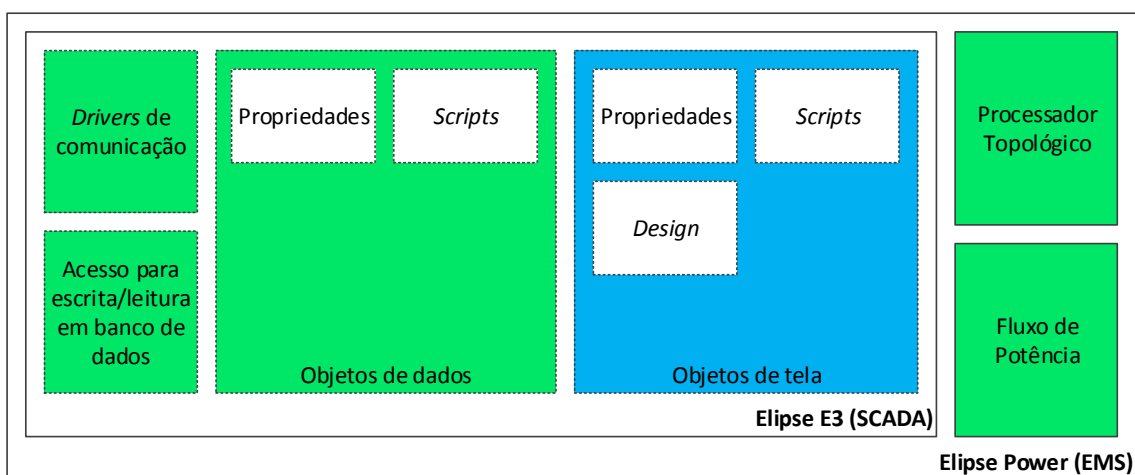 Drivers de
comunicação
Acesso para
escrita/leitura
em banco de
dados
Propriedades
Scripts
Objetos de dados
Propriedades
Scripts
Design
Objetos de tela
Elipse E3 (SCADA)
Processador
Topológico
Fluxo de
Potência
Elipse Power (EMS)